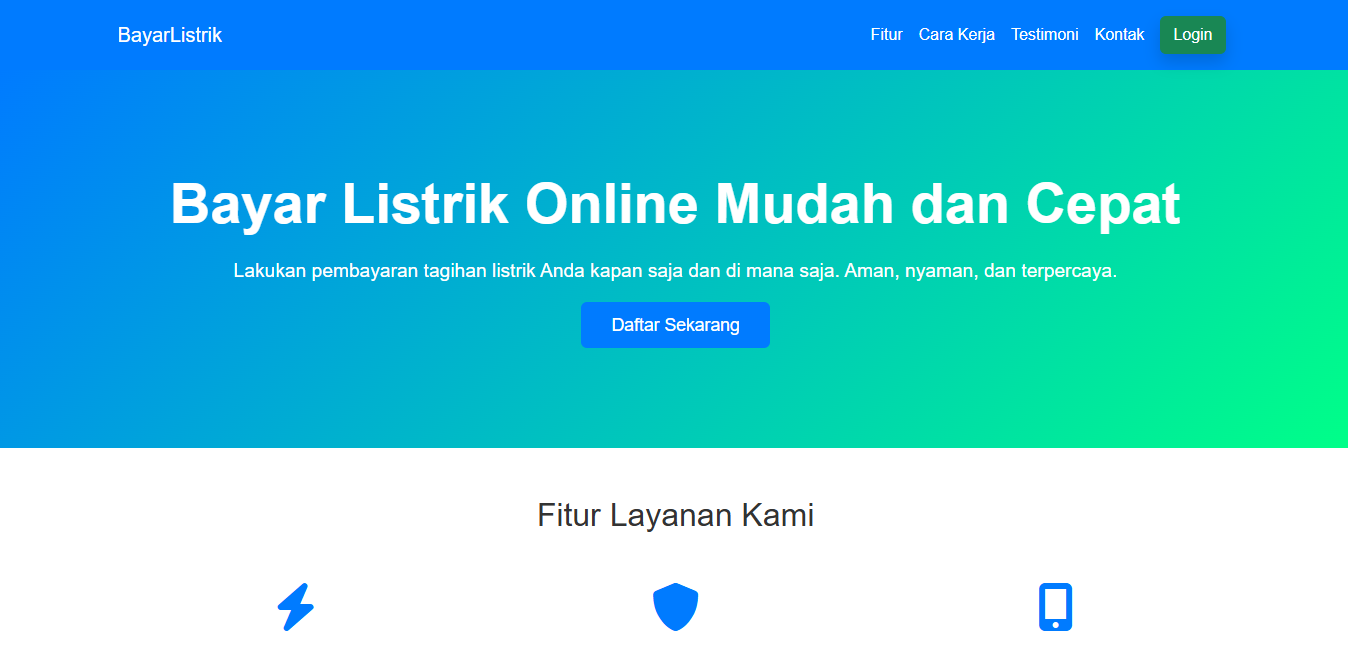 BayarListrik
Fitur Cara Kerja Testimoni Kontak Login
Bayar Listrik Online Mudah dan Cepat
Lakukan pembayaran tagihan listrik Anda kapan saja dan di mana saja. Aman, nyaman, dan terpercaya.
Daftar Sekarang
Fitur Layanan Kami